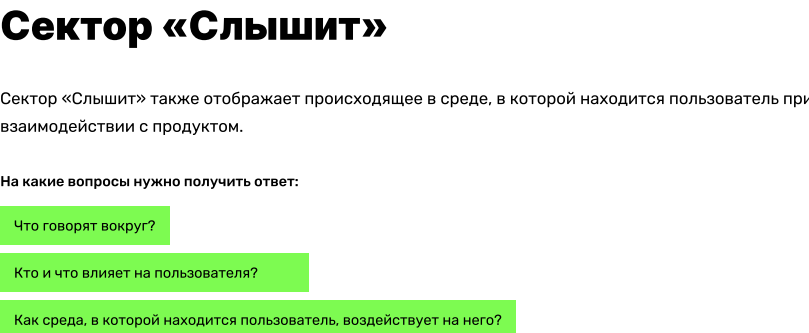 Сектор «Слышит»
Сектор «Слышит» также отображает происходящее в среде, в которой находится пользователь при
взаимодействии с продуктом.
На какие вопросы нужно получить ответ:
Что говорят вокруг?
Кто и что влияет на пользователя?
Как среда, в которой находится пользователь, воздействует на него?